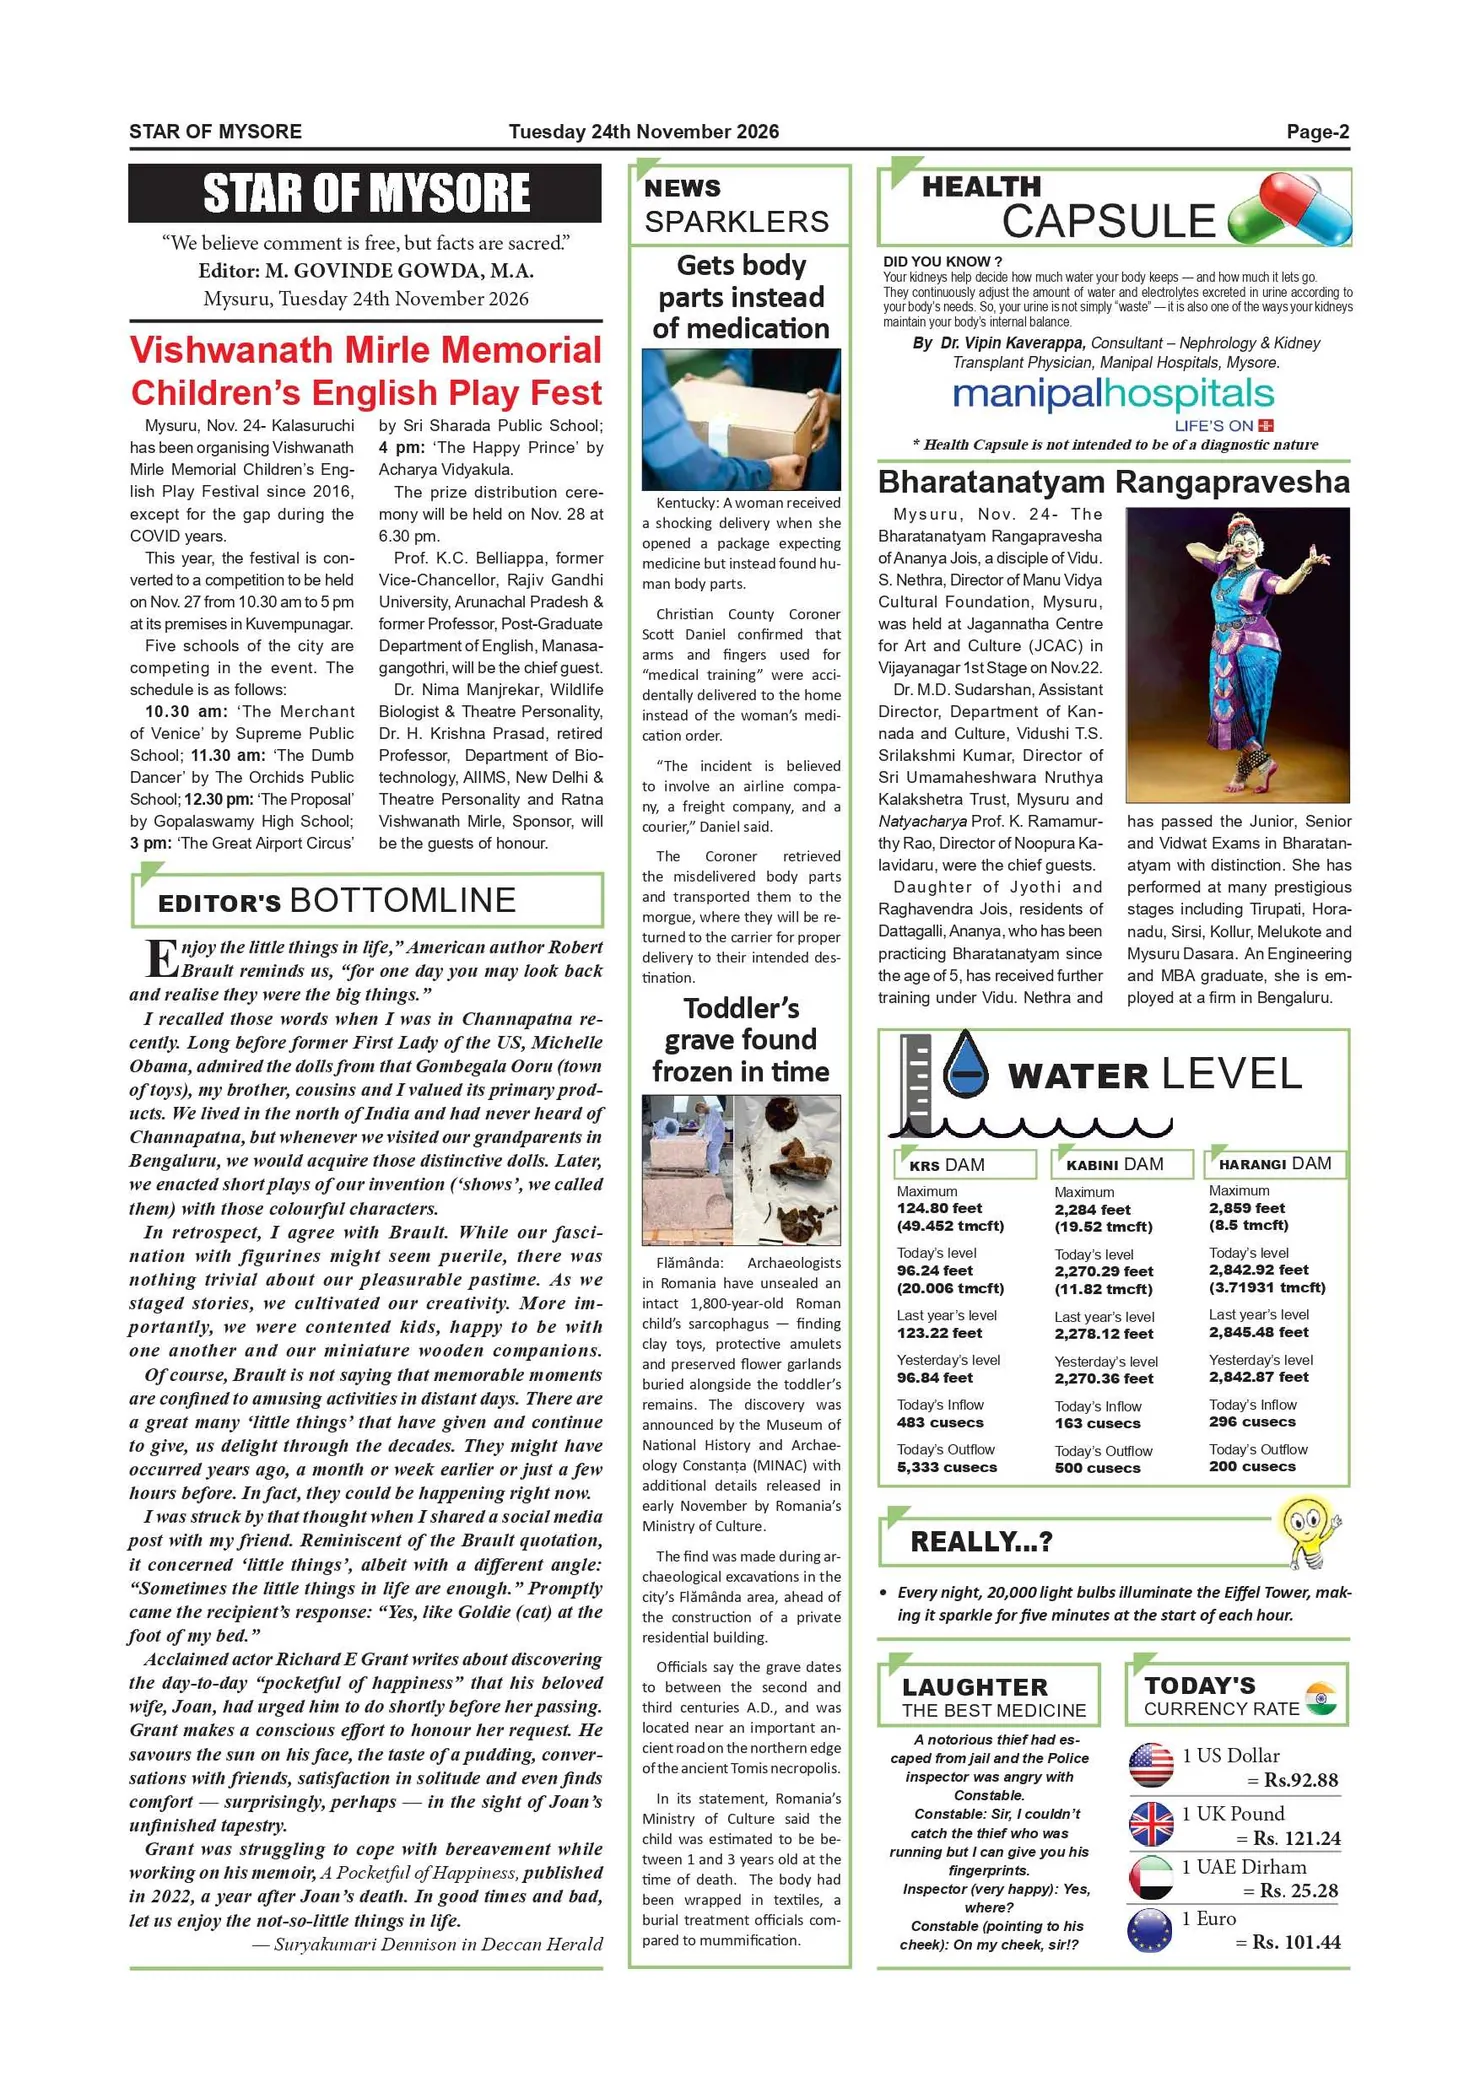 STAR OF MYSORE
Tuesday 24th November 2026
Page-2
STAR OF MYSORE
“We believe comment is free, but facts are sacred.”
Editor: M. GOVINDE GOWDA, M.A.
Mysuru, Tuesday 24th November 2026
Vishwanath Mirle Memorial
Children’s English Play Fest
Mysuru, Nov. 24- Kalasuruchi
has been organising Vishwanath
Mirle Memorial Children’s Eng-
lish Play Festival since 2016,
except for the gap during the
COVID years.
This year, the festival is con-
verted to a competition to be held
on Nov. 27 from 10.30 am to 5 pm
at its premises in Kuvempunagar.
Five schools of the city are
competing in the event. The
schedule is as follows:
10.30 am: ‘The Merchant
of Venice’ by Supreme Public
School; 11.30 am: ‘The Dumb
Dancer’ by The Orchids Public
School; 12.30 pm: ‘The Proposal’
by Gopalaswamy High School;
3 pm: ‘The Great Airport Circus’
by Sri Sharada Public School;
4 pm: ‘The Happy Prince’ by
Acharya Vidyakula.
The prize distribution cere-
mony will be held on Nov. 28 at
6.30 pm.
Prof. K.C. Belliappa, former
Vice-Chancellor, Rajiv Gandhi
University, Arunachal Pradesh &
former Professor, Post-Graduate
Department of English, Manasa-
gangothri, will be the chief guest.
Dr. Nima Manjrekar, Wildlife
Biologist & Theatre Personality,
Dr. H. Krishna Prasad, retired
Professor, Department of Bio-
technology, AIIMS, New Delhi &
Theatre Personality and Ratna
Vishwanath Mirle, Sponsor, will
be the guests of honour.
EDITOR'S BOTTOMLINE
Enjoy the little things in life,” American author Robert
Brault reminds us, “for one day you may look back
and realise they were the big things.”
I recalled those words when I was in Channapatna re-
cently. Long before former First Lady of the US, Michelle
Obama, admired the dolls from that Gombegala Ooru (town
of toys), my brother, cousins and I valued its primary prod-
ucts. We lived in the north of India and had never heard of
Channapatna, but whenever we visited our grandparents in
Bengaluru, we would acquire those distinctive dolls. Later,
we enacted short plays of our invention (‘shows’, we called
them) with those colourful characters.
In retrospect, I agree with Brault. While our fasci-
nation with figurines might seem puerile, there was
nothing trivial about our pleasurable pastime. As we
staged stories, we cultivated our creativity. More im-
portantly, we were contented kids, happy to be with
one another and our miniature wooden companions.
Of course, Brault is not saying that memorable moments
are confined to amusing activities in distant days. There are
a great many ‘little things’ that have given and continue
to give, us delight through the decades. They might have
occurred years ago, a month or week earlier or just a few
hours before. In fact, they could be happening right now.
I was struck by that thought when I shared a social media
post with my friend. Reminiscent of the Brault quotation,
it concerned ‘little things’, albeit with a different angle:
“Sometimes the little things in life are enough.” Promptly
came the recipient’s response: “Yes, like Goldie (cat) at the
foot of my bed.”
Acclaimed actor Richard E Grant writes about discovering
the day-to-day “pocketful of happiness” that his beloved
wife, Joan, had urged him to do shortly before her passing.
Grant makes a conscious effort to honour her request. He
savours the sun on his face, the taste of a pudding, conver-
sations with friends, satisfaction in solitude and even finds
comfort — surprisingly, perhaps — in the sight of Joan’s
unfinished tapestry.
Grant was struggling to cope with bereavement while
working on his memoir, A Pocketful of Happiness, published
in 2022, a year after Joan’s death. In good times and bad,
let us enjoy the not-so-little things in life.
— Suryakumari Dennison in Deccan Herald
NEWS
SPARKLERS
Gets body
parts instead
of medication
Kentucky: A woman received
a shocking delivery when she
opened a package expecting
medicine but instead found hu-
man body parts.
Christian County Coroner
Scott Daniel confirmed that
arms and fingers used for
“medical training” were acci-
dentally delivered to the home
instead of the woman’s medi-
cation order.
“The incident is believed
to involve an airline compa-
ny, a freight company, and a
courier,” Daniel said.
The Coroner retrieved
the misdelivered body parts
and transported them to the
morgue, where they will be re-
turned to the carrier for proper
delivery to their intended des-
tination.
Toddler’s
grave found
frozen in time
Flămânda: Archaeologists
in Romania have unsealed an
intact 1,800-year-old Roman
child’s sarcophagus — finding
clay toys, protective amulets
and preserved flower garlands
buried alongside the toddler’s
remains. The discovery was
announced by the Museum of
National History and Archae-
ology Constanța (MINAC) with
additional details released in
early November by Romania’s
Ministry of Culture.
The find was made during ar-
chaeological excavations in the
city’s Flămânda area, ahead of
the construction of a private
residential building.
Officials say the grave dates
to between the second and
third centuries A.D., and was
located near an important an-
cient road on the northern edge
of the ancient Tomis necropolis.
In its statement, Romania’s
Ministry of Culture said the
child was estimated to be be-
tween 1 and 3 years old at the
time of death. The body had
been wrapped in textiles, a
burial treatment officials com-
pared to mummification.
HEALTH
CAPSULE
DID YOU KNOW ?
Your kidneys help decide how much water your body keeps — and how much it lets go.
They continuously adjust the amount of water and electrolytes excreted in urine according to
your body’s needs. So, your urine is not simply “waste” — it is also one of the ways your kidneys
maintain your body’s internal balance.
By Dr. Vipin Kaverappa, Consultant – Nephrology & Kidney
Transplant Physician, Manipal Hospitals, Mysore.
manipalhospitals
LIFE’S ON
* Health Capsule is not intended to be of a diagnostic nature
Bharatanatyam Rangapravesha
Mysuru, Nov. 24- The
Bharatanatyam Rangapravesha
of Ananya Jois, a disciple of Vidu.
S. Nethra, Director of Manu Vidya
Cultural Foundation, Mysuru,
was held at Jagannatha Centre
for Art and Culture (JCAC) in
Vijayanagar 1st Stage on Nov.22.
Dr. M.D. Sudarshan, Assistant
Director, Department of Kan-
nada and Culture, Vidushi T.S.
Srilakshmi Kumar, Director of
Sri Umamaheshwara Nruthya
Kalakshetra Trust, Mysuru and
Natyacharya Prof. K. Ramamur-
thy Rao, Director of Noopura Ka-
lavidaru, were the chief guests.
Daughter of Jyothi and
Raghavendra Jois, residents of
Dattagalli, Ananya, who has been
practicing Bharatanatyam since
the age of 5, has received further
training under Vidu. Nethra and
has passed the Junior, Senior
and Vidwat Exams in Bharatan-
atyam with distinction. She has
performed at many prestigious
stages including Tirupati, Hora-
nadu, Sirsi, Kollur, Melukote and
Mysuru Dasara. An Engineering
and MBA graduate, she is em-
ployed at a firm in Bengaluru.
WATER LEVEL
KRS DAM
Maximum
124.80 feet
(49.452 tmcft)
Today’s level
96.24 feet
(20.006 tmcft)
Last year’s level
123.22 feet
Yesterday’s level
96.84 feet
Today’s Inflow
483 cusecs
Today’s Outflow
5,333 cusecs
KABINI DAM
Maximum
2,284 feet
(19.52 tmcft)
Today’s level
2,270.29 feet
(11.82 tmcft)
Last year’s level
2,278.12 feet
Yesterday’s level
2,270.36 feet
Today’s Inflow
163 cusecs
Today’s Outflow
500 cusecs
HARANGI DAM
Maximum
2,859 feet
(8.5 tmcft)
Today’s level
2,842.92 feet
(3.71931 tmcft)
Last year’s level
2,845.48 feet
Yesterday’s level
2,842.87 feet
Today’s Inflow
296 cusecs
Today’s Outflow
200 cusecs
REALLY...?
• Every night, 20,000 light bulbs illuminate the Eiffel Tower, mak-
ing it sparkle for five minutes at the start of each hour.
LAUGHTER
THE BEST MEDICINE
A notorious thief had es-
caped from jail and the Police
inspector was angry with
Constable.
Constable: Sir, I couldn’t
catch the thief who was
running but I can give you his
fingerprints.
Inspector (very happy): Yes,
where?
Constable (pointing to his
cheek): On my cheek, sir!?
TODAY'S
CURRENCY RATE
1 US Dollar
= Rs.92.88
1 UK Pound
= Rs. 121.24
1 UAE Dirham
= Rs. 25.28
1 Euro
= Rs. 101.44